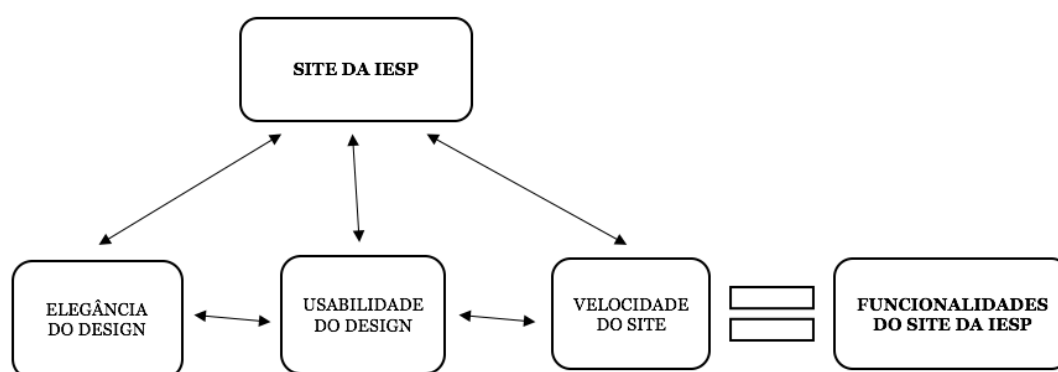 SITE DA IESP
ELEGÂNCIA
DO DESIGN
USABILIDADE
DO DESIGN
VELOCIDADE
DO SITE
FUNCIONALIDADES
DO SITE DA IESP